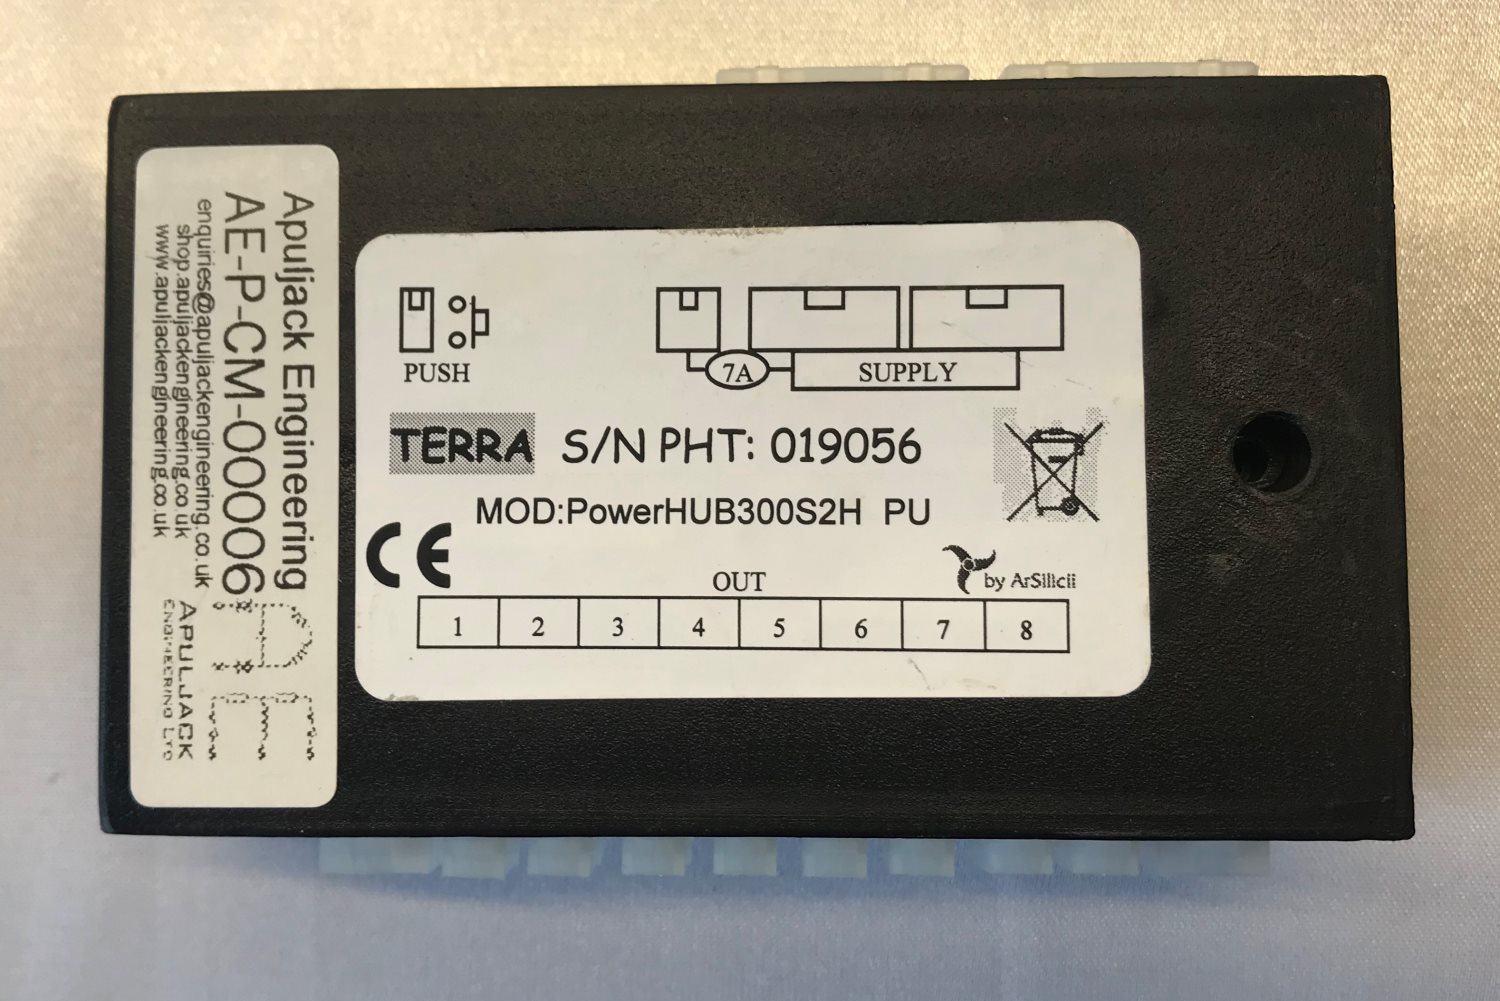 Apuljack Engineering
AE-P-CM-00006
enquiries@apuljackengineering.co.uk
shop.apuljackengineering.co.uk
www.apuljackengineering.co.uk
AE
APULJACK
ENGINEERING LTD
PUSH
7A
SUPPLY
TERRA S/N PHT: 019056
MOD:PowerHUB300S2H PU
CE
by ArSilicii
OUT
1 2 3 4 5 6 7 8